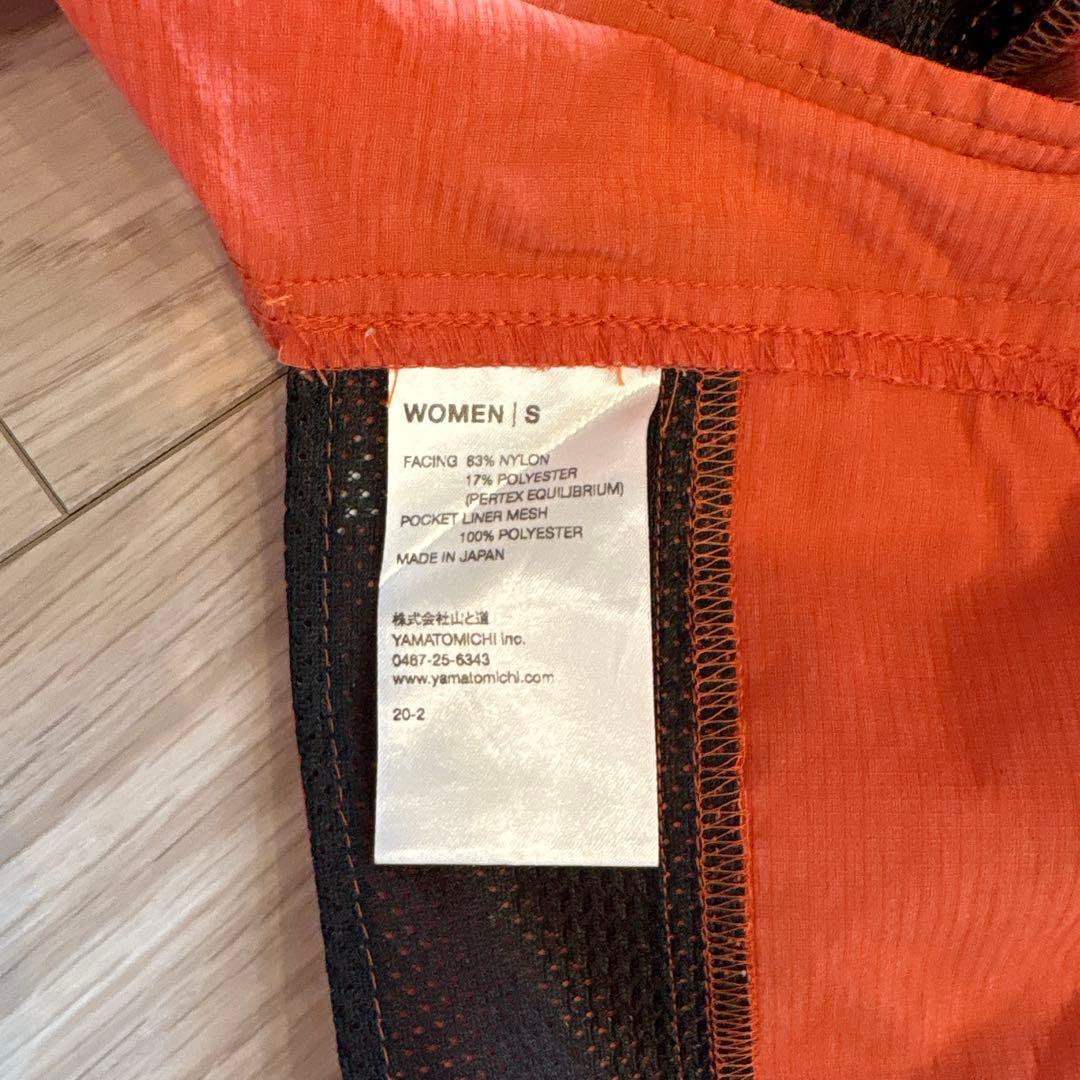 WOMEN | S
FACING 83% NYLON
17% POLYESTER
(PERTEX EQUILIBRIUM)
POCKET LINER MESH
100% POLYESTER
MADE IN JAPAN
株式会社山と道
YAMATOMICHI Inc.
0467-25-6343
www.yamatomichi.com
20-2